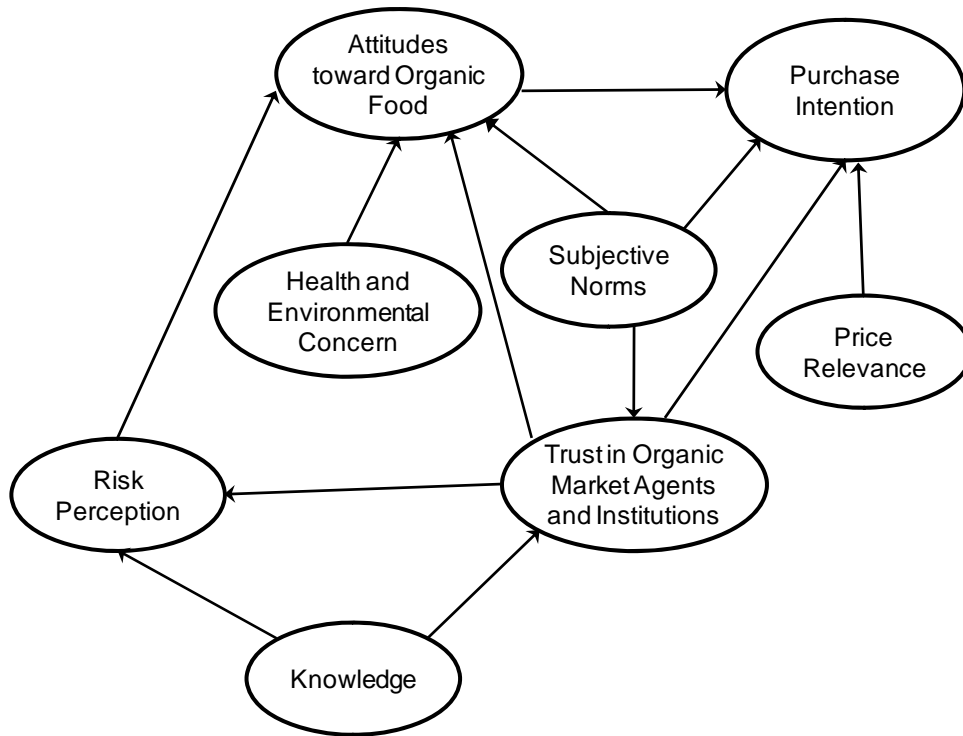 Attitudes
toward Organic
Food
Purchase
Intention
Health and
Environmental
Concern
Subjective
Norms
Price
Relevance
Risk
Perception
Trust in Organic
Market Agents
and Institutions
Knowledge